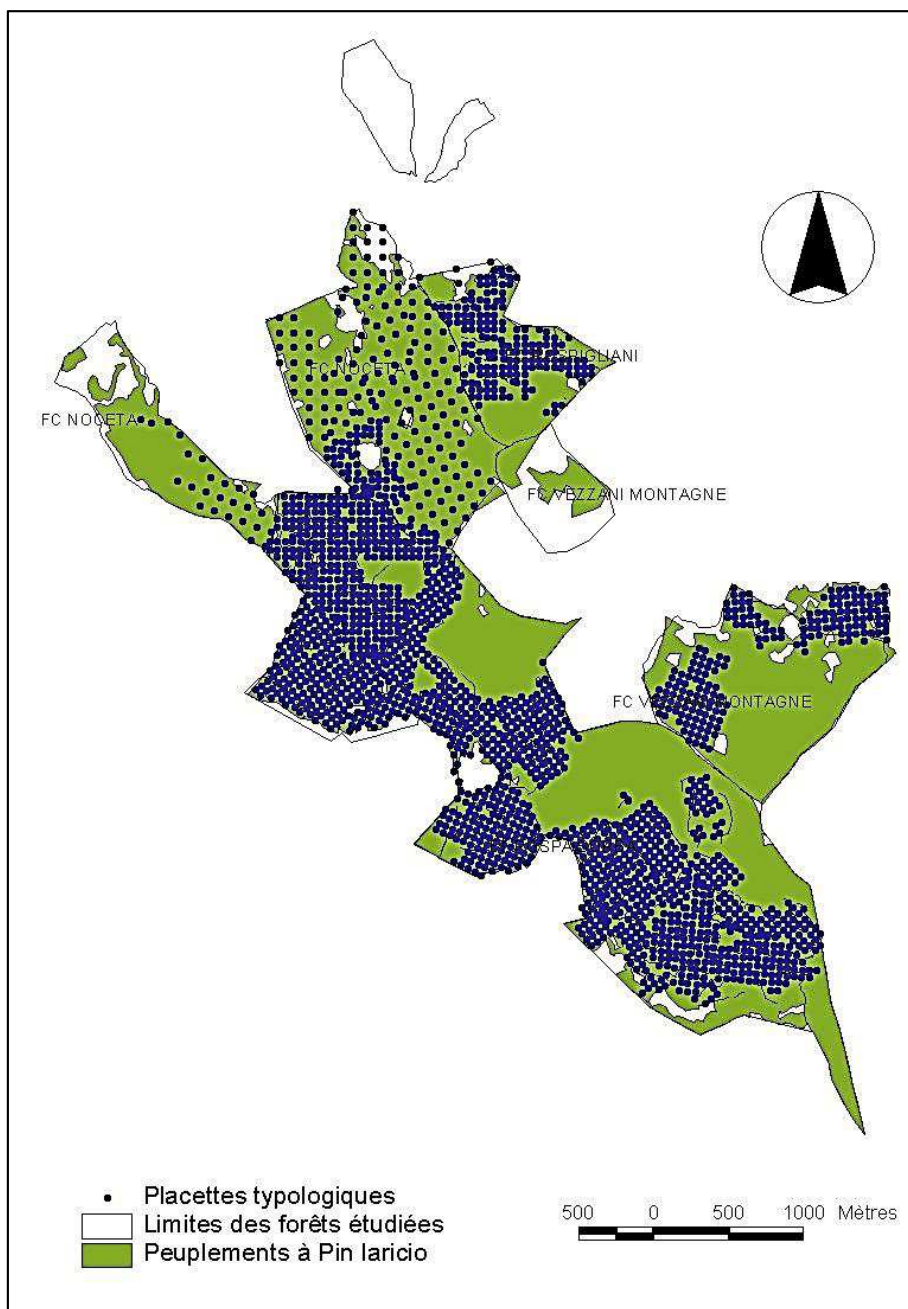 FC NOCETA
FC NOCETA
FC VEZZANI MONTAGNE
FC VEZZANI MONTAGNE
Placettes typologiques
Limites des forêts étudiées
Peuplements à Pin laricio
500 0 500 1000 Mètres